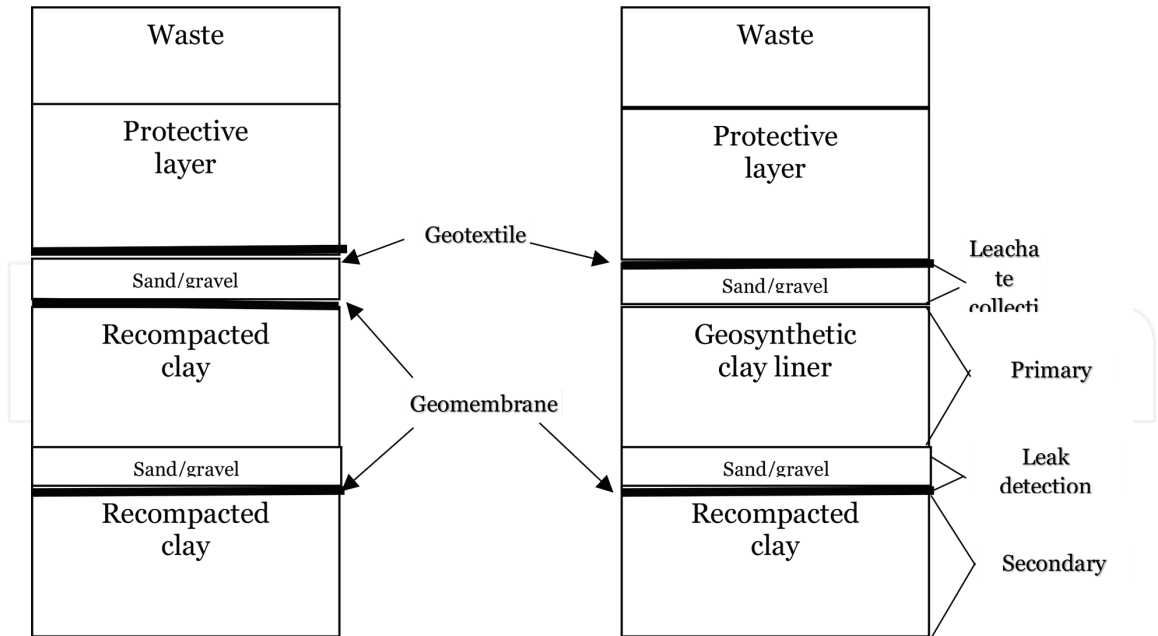 Waste
Protective
layer
Sand/gravel
Recompacted
clay
Sand/gravel
Recompacted
clay
Geotextile
Geomembrane
Waste
Protective
layer
Sand/gravel
Geosynthetic
clay liner
Sand/gravel
Recompacted
clay
Leacha
te
collecti
Primary
Leak
detection
Secondary